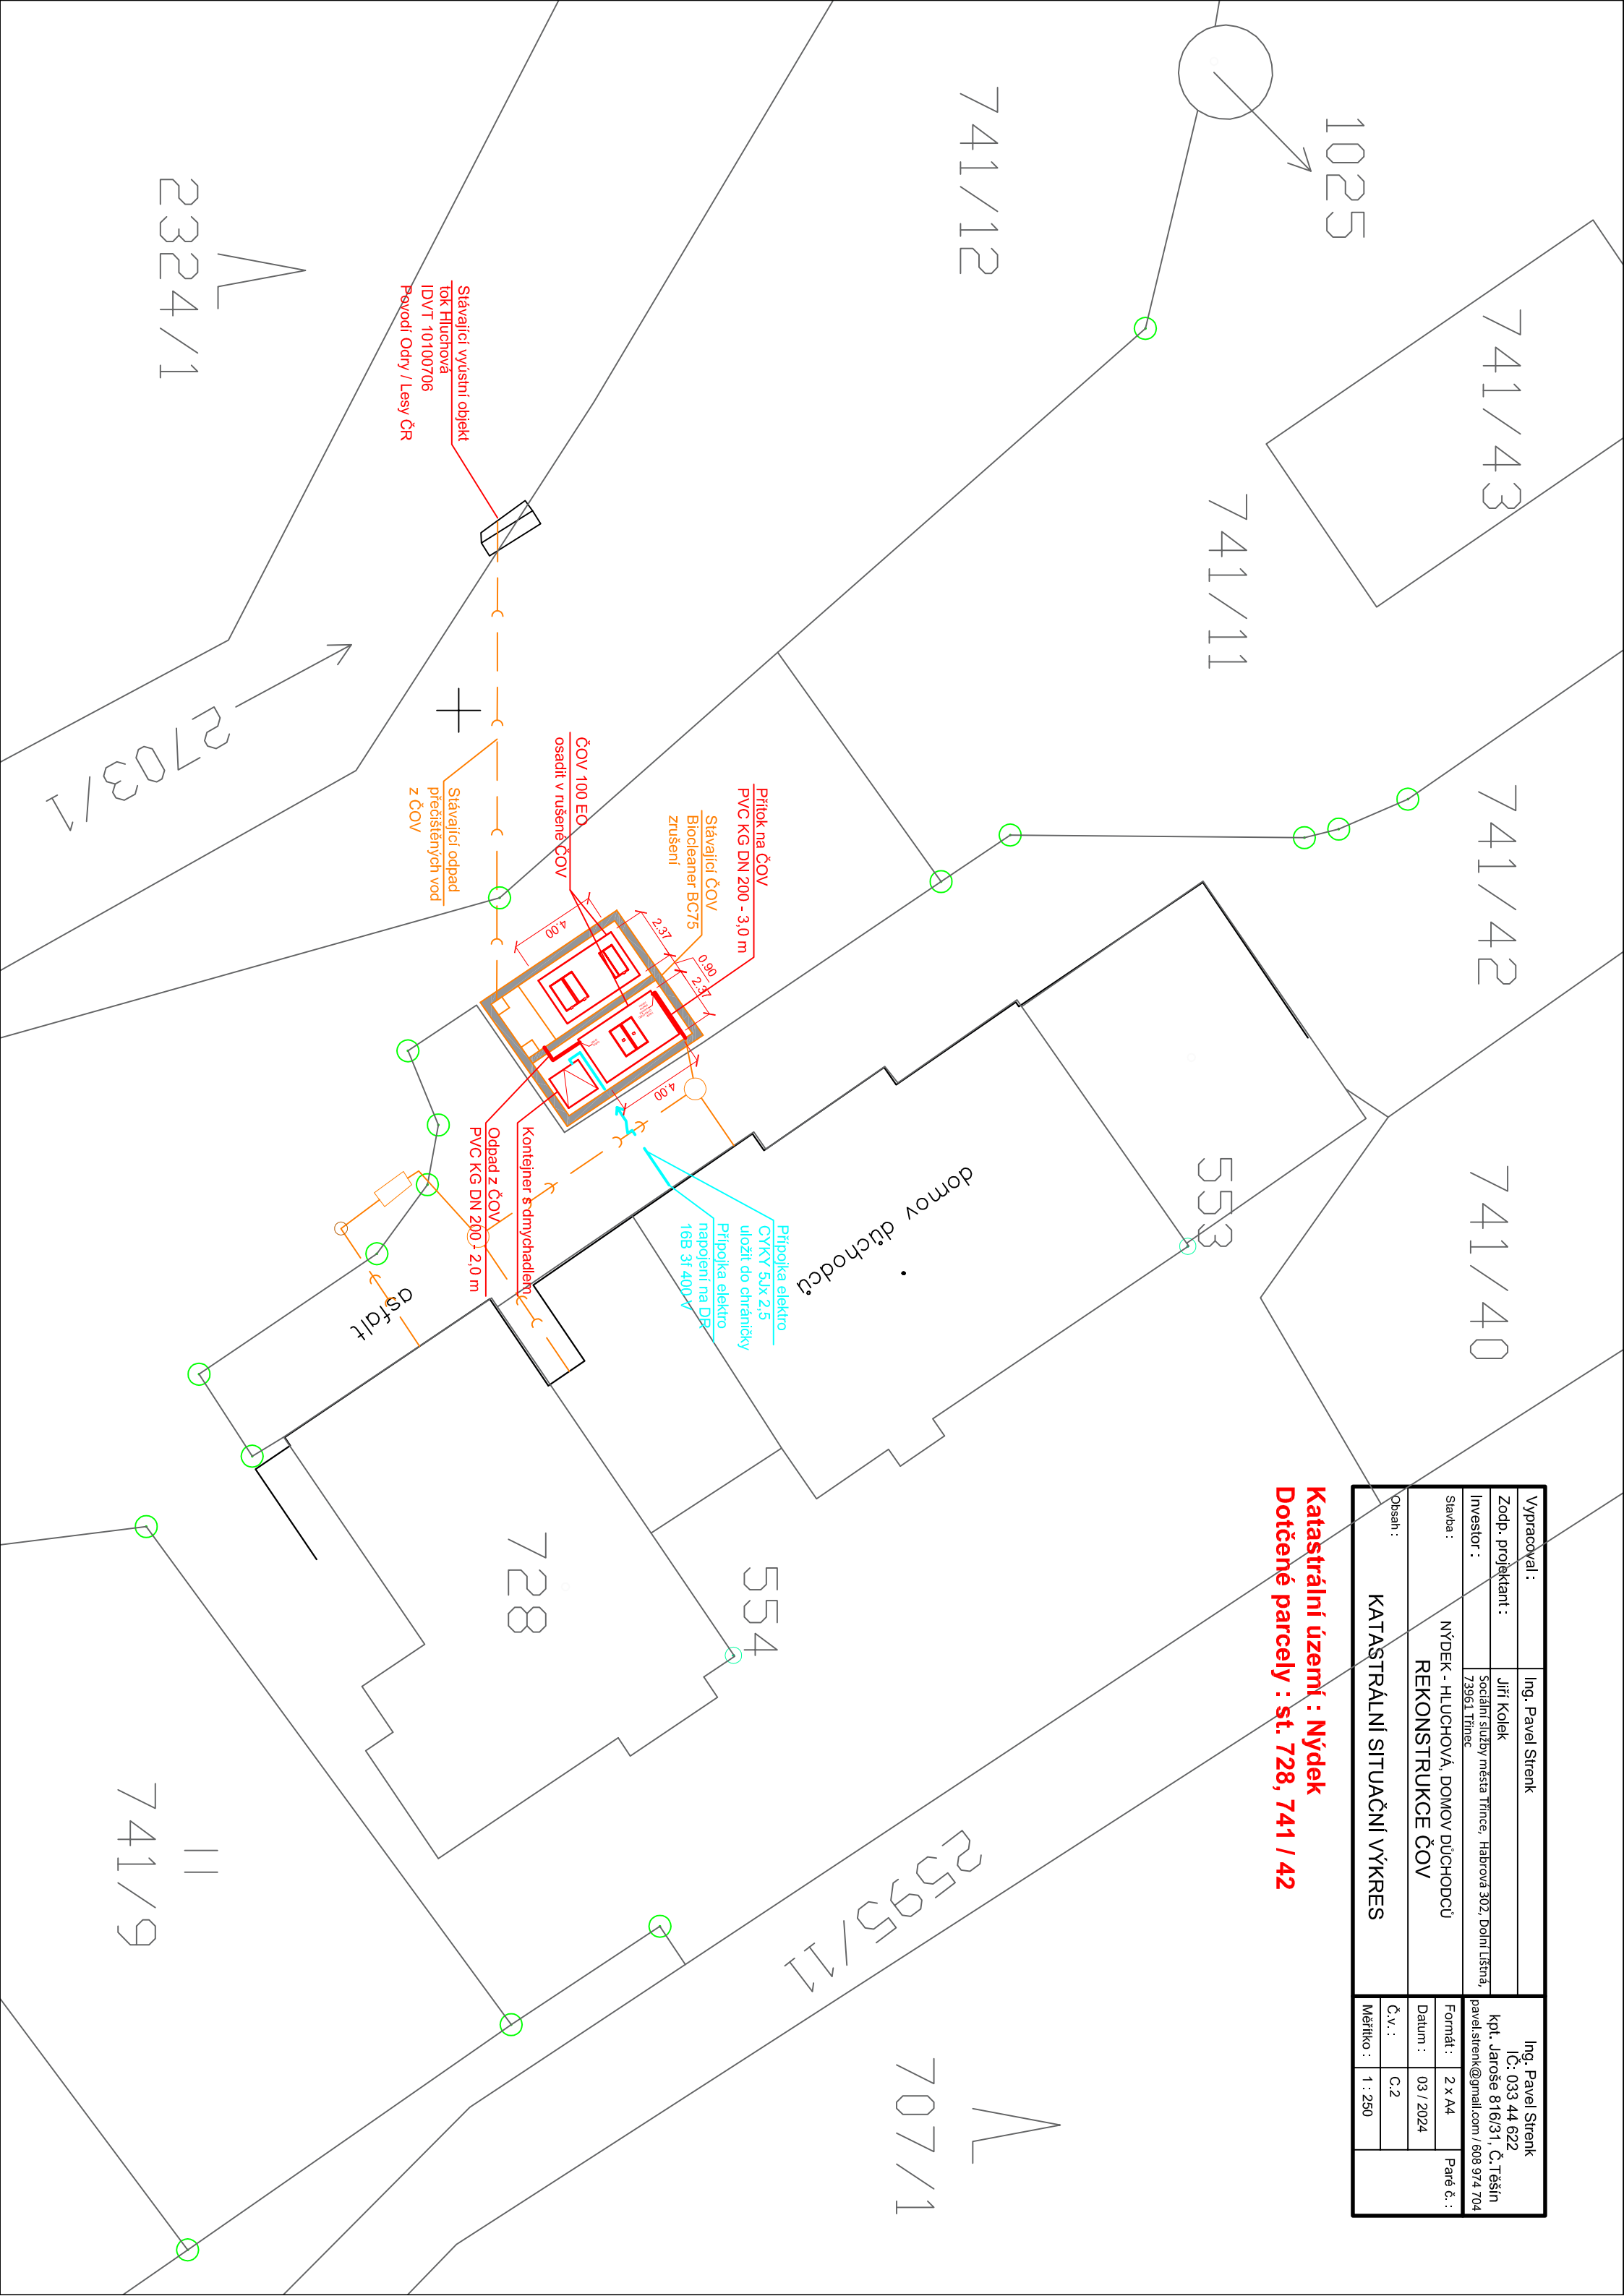 1025
741/12
2324/1
741/43
741/11
741/42
741/40
2703/1
553
554
728
741/9
2595/11
707/1
domov důchodců
asfalt
Stávající vyústní objekt
tok Hluchová
IDVT 10100706
Povodí Odry / Lesy ČR
Stávající odpad
přečištěných vod
z ČOV
ČOV 100 EO
osadit v rušené ČOV
Přítok na ČOV
PVC KG DN 200 - 3,0 m
Stávající ČOV
Biocleaner BC75
zrušení
4.00
2.37
0.90
2.37
4.00
Kontejner s dmychadlem
Odpad z ČOV
PVC KG DN 200 - 2,0 m
Přípojka elektro
CYKY 5Jx 2,5
uložit do chráničky
Přípojka elektro
napojení na DR
16B 3f 400 V
Katastrální území : Nýdek
Dotčené parcely : st. 728, 741 / 42
Vypracoval : Ing. Pavel Strenk
Zodp. projektant : Jiří Kolek
Investor : Sociální služby města Třince, Habrová 302, Dolní Líštná,
73961 Třinec
Stavba : NÝDEK - HLUCHOVÁ, DOMOV DŮCHODCŮ
REKONSTRUKCE ČOV
Obsah : KATASTRÁLNÍ SITUAČNÍ VÝKRES
Ing. Pavel Strenk
IČ: 033 44 622
kpt. Jaroše 816/31, Č.Těšín
pavel.strenk@gmail.com / 608 974 704
Formát : 2 x A4
Paré č. :
Datum : 03 / 2024
Č.v. : C.2
Měřítko : 1 : 250